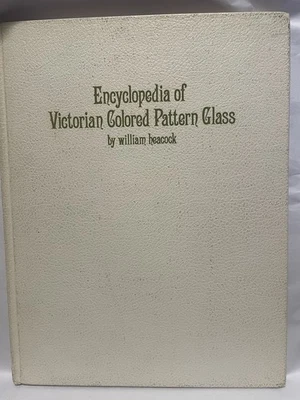 Encyclopedia of
Victorian Colored Pattern Glass
by william heacock